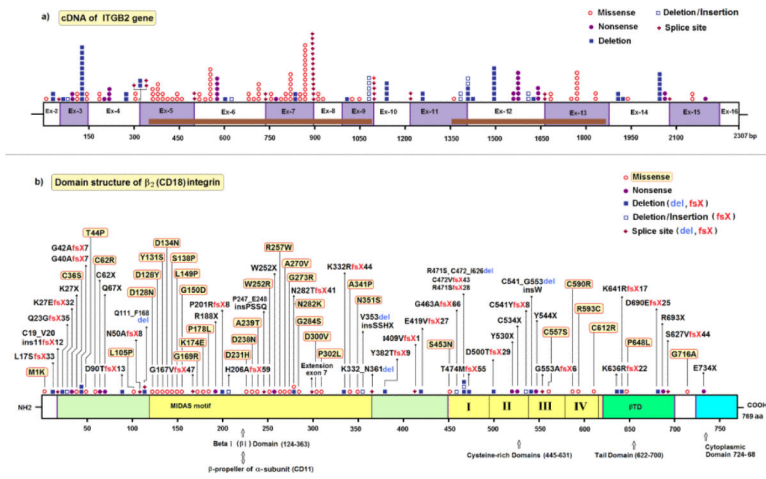 a) cDNA of ITGB2 gene
Missense
Nonsense
Deletion
Deletion/Insertion
Splice site
Ex-2 Ex-3 Ex-4 Ex-5 Ex-6 Ex-7 Ex-8 Ex-9 Ex-10 Ex-11 Ex-12 Ex-13 Ex-14 Ex-15 Ex-16
150 300 450 600 750 900 1050 1200 1350 1500 1650 1800 1950 2100 2307 bp
b) Domain structure of β2 (CD18) integrin
Missense
Nonsense
Deletion (del, fsX)
Deletion/Insertion (fsX)
Splice site (del, fsX)
T44P
G42AfsX7
G40AfsX7
C36S
K27X
K27EfsX32
Q23GfsX35
C19_V20
ins11fsX12
L17SfsX33
M1K
C62R
C62X
Q67X
D90TfsX13
L105P
N50AfsX8
Q111_F168
del
D128N
D128Y
Y131S
D134N
S138P
L149P
G150D
G167VfsX47
G169R
K174E
P178L
R188X
P201RfsX8
H206AfsX59
D231H
D238N
A239T
P247_E248
insPSSQ
W252R
W252X
R257W
A270V
G273R
N282TfsX41
N282K
G284S
D300V
P302L
Extension
exon 7
K332RfsX44
K332_N361del
A341P
N351S
V353del
insSSHX
Y382TfsX9
I409VfsX1
E419VfsX27
S453N
G463AfsX66
R471S_C472_I626del
C472VfsX43
R471SfsX28
T474MfsX55
D500TfsX29
Y530X
C534X
C541YfsX8
C541_G553del
insW
Y544X
G553AfsX6
C557S
C590R
R593C
C612R
K636RfsX22
K641RfsX17
P648L
D690EfsX25
R693X
S627VfsX44
G716A
E734X
NH2 MIDAS motif I II III IV βTD COOH
50 100 150 200 250 300 350 400 450 500 550 600 650 700 750 769 aa
Beta I (βI) Domain (124-363)
β-propeller of α-subunit (CD11)
Cysteine-rich Domains (445-631)
Tail Domain (622-700)
Cytoplasmic
Domain 724-68